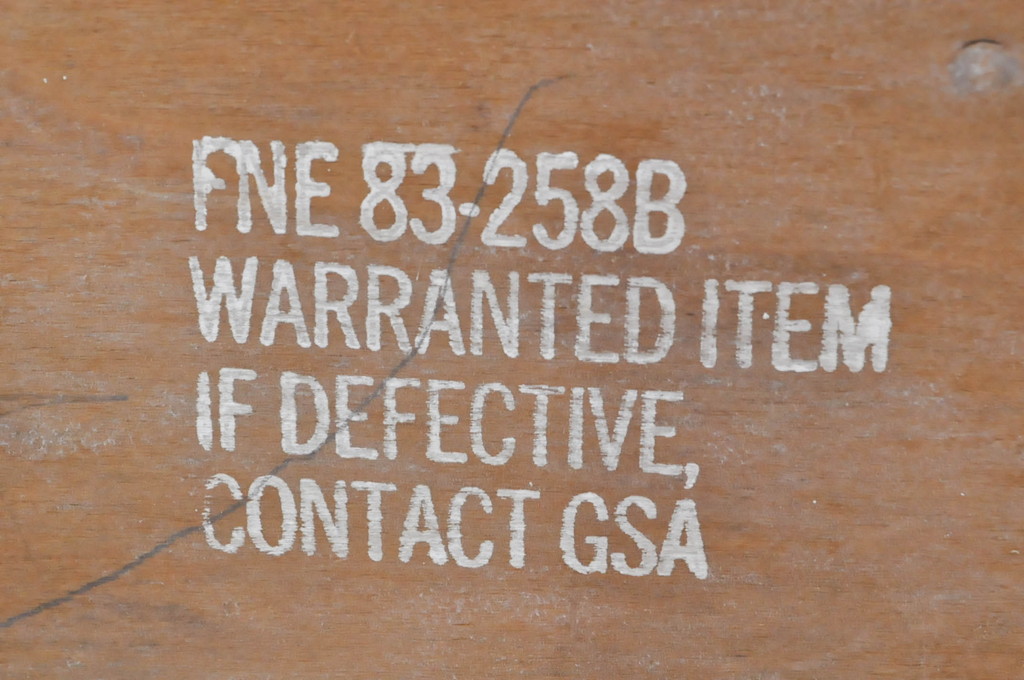 FNE 83-258B
WARRANTED ITEM
IF DEFECTIVE,
CONTACT GSA